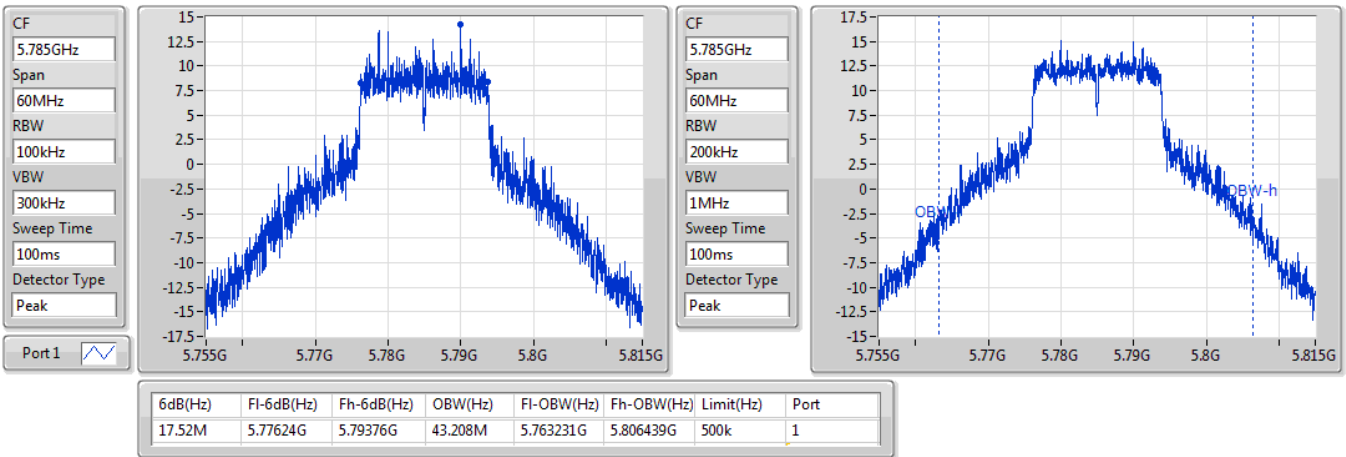 CF
5.785GHz
Span
60MHz
RBW
100kHz
VBW
300kHz
Sweep Time
100ms
Detector Type
Peak
Port 1
15
12.5
10
7.5
5
2.5
0
-2.5
-5
-7.5
-10
-12.5
-15
-17.5
5.755G 5.77G 5.78G 5.79G 5.8G 5.815G
CF
5.785GHz
Span
60MHz
RBW
200kHz
VBW
1MHz
Sweep Time
100ms
Detector Type
Peak
17.5
15
12.5
10
7.5
5
2.5
0
-2.5
-5
-7.5
-10
-12.5
-15
OBW-h
5.755G 5.77G 5.78G 5.79G 5.8G 5.815G
6dB(Hz) Fl-6dB(Hz) Fh-6dB(Hz) OBW(Hz) Fl-OBW(Hz) Fh-OBW(Hz) Limit(Hz) Port
17.52M 5.77624G 5.79376G 43.208M 5.763231G 5.806439G 500k 1